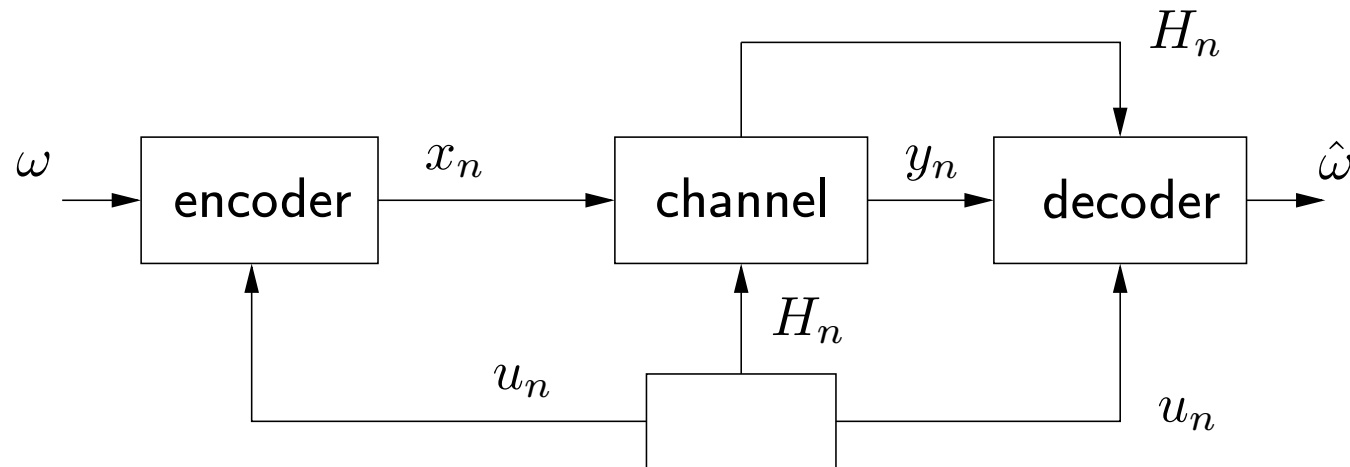 H_n
ω x_n y_n ω̂
encoder channel decoder
H_n
u_n u_n